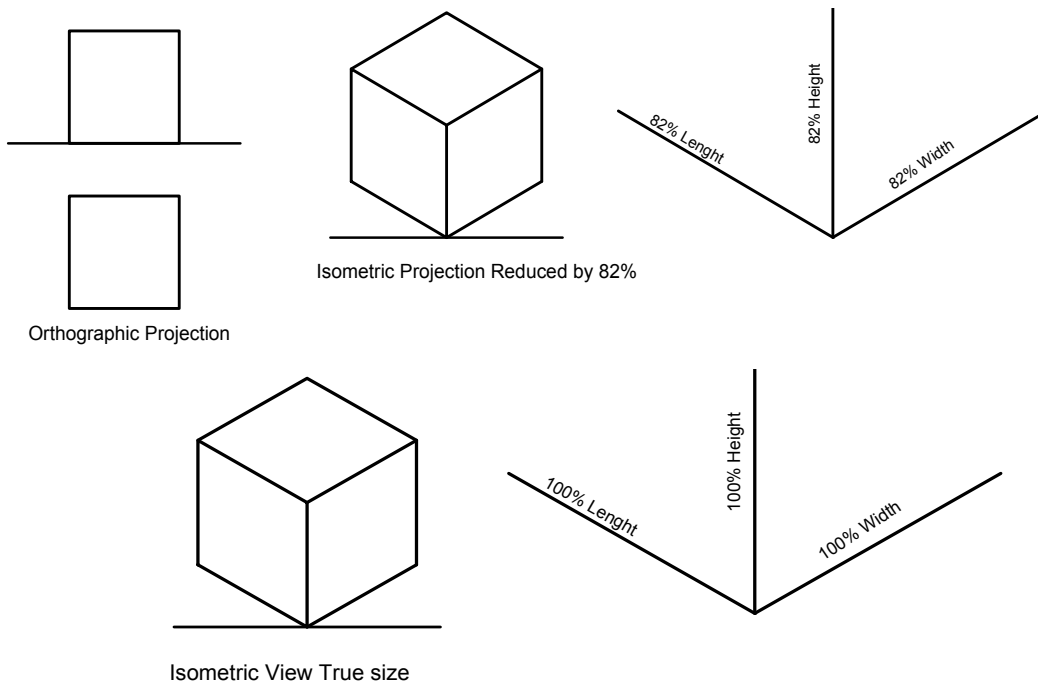 82% Lenght
82% Height
82% Width
Isometric Projection Reduced by 82%
Orthographic Projection
100% Lenght
100% Height
100% Width
Isometric View True size